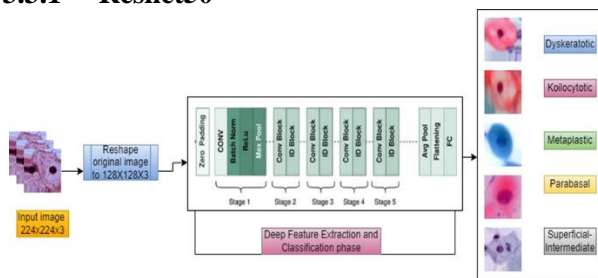 Resnet50
Input image
224x224x3
Reshape
original image
to 128X128X3
Zero Padding
CONV
Batch Norm
ReLu
Max Pool
Stage 1
Conv Block
ID Block
Stage 2
Conv Block
ID Block
Stage 3
Conv Block
ID Block
Stage 4
Conv Block
ID Block
Stage 5
Avg Pool
Flattening
FC
Deep Feature Extraction and
Classification phase
Dyskeratotic
Koilocytotic
Metaplastic
Parabasal
Superficial-
Intermediate